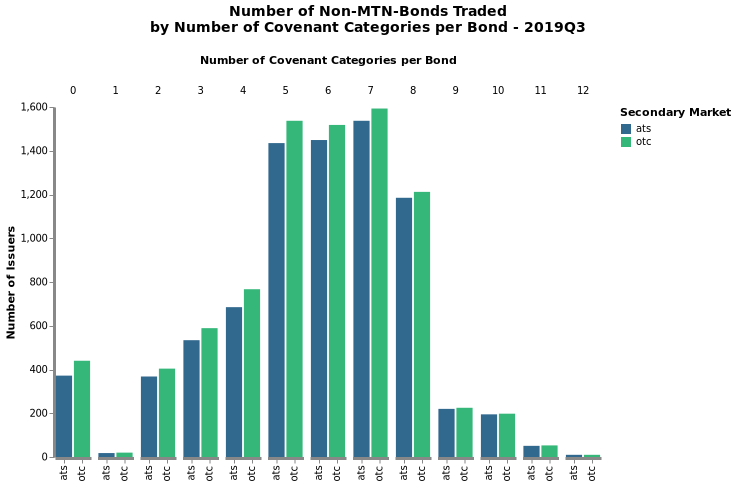 Number of Non-MTN-Bonds Traded
by Number of Covenant Categories per Bond - 2019Q3
Number of Covenant Categories per Bond
0 1 2 3 4 5 6 7 8 9 10 11 12
Secondary Market
ats
otc
Number of Issuers
1,600
1,400
1,200
1,000
800
600
400
200
0
ats otc ats otc ats otc ats otc ats otc ats otc ats otc ats otc ats otc ats otc ats otc ats otc ats otc